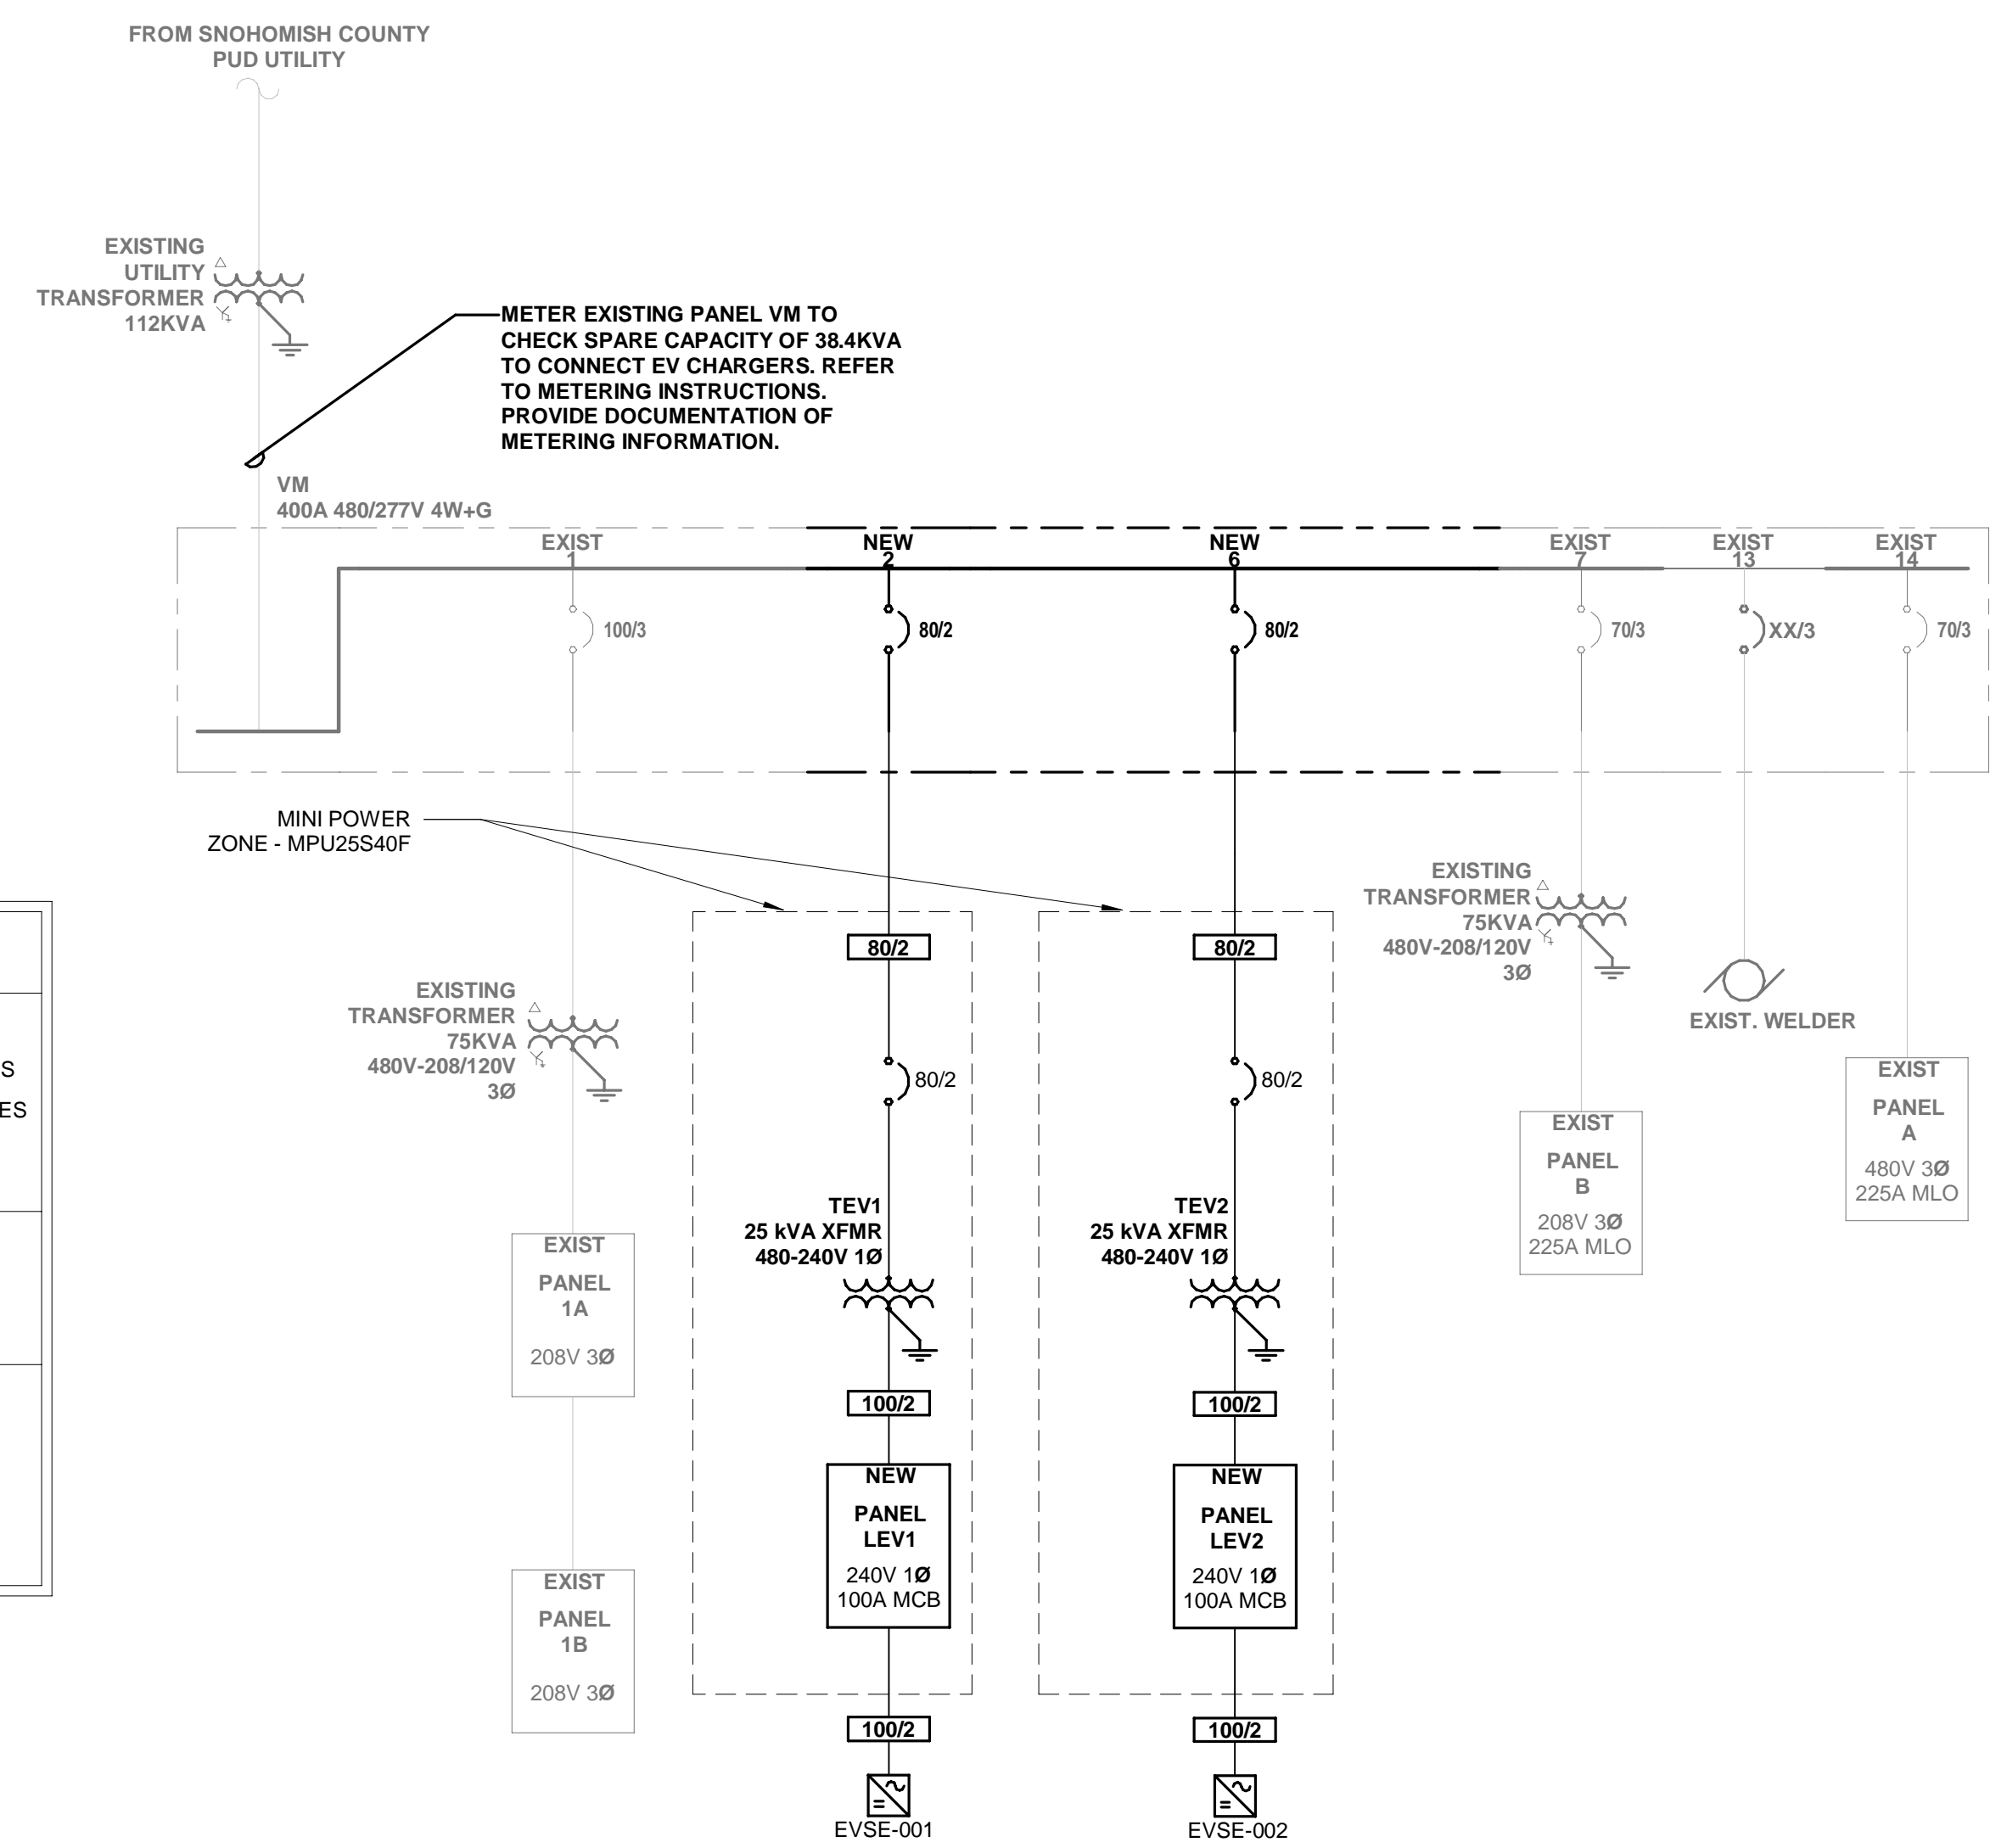 FROM SNOHOMISH COUNTY
PUD UTILITY
EXISTING
UTILITY
TRANSFORMER
112KVA
METER EXISTING PANEL VM TO
CHECK SPARE CAPACITY OF 38.4KVA
TO CONNECT EV CHARGERS. REFER
TO METERING INSTRUCTIONS.
PROVIDE DOCUMENTATION OF
METERING INFORMATION.
VM
400A 480/277V 4W+G
EXIST
1
NEW
2
NEW
6
EXIST
7
EXIST
13
EXIST
14
100/3
80/2
80/2
70/3
XX/3
70/3
MINI POWER
ZONE - MPU25S40F
80/2
80/2
EXISTING
TRANSFORMER
75KVA
480V-208/120V
3Ø
EXISTING
TRANSFORMER
75KVA
480V-208/120V
3Ø
EXIST. WELDER
S
ES
80/2
80/2
EXIST
PANEL
A
480V 3Ø
225A MLO
EXIST
PANEL
B
208V 3Ø
225A MLO
TEV1
25 kVA XFMR
480-240V 1Ø
TEV2
25 kVA XFMR
480-240V 1Ø
EXIST
PANEL
1A
208V 3Ø
100/2
100/2
NEW
PANEL
LEV1
240V 1Ø
100A MCB
NEW
PANEL
LEV2
240V 1Ø
100A MCB
EXIST
PANEL
1B
208V 3Ø
100/2
100/2
EVSE-001
EVSE-002